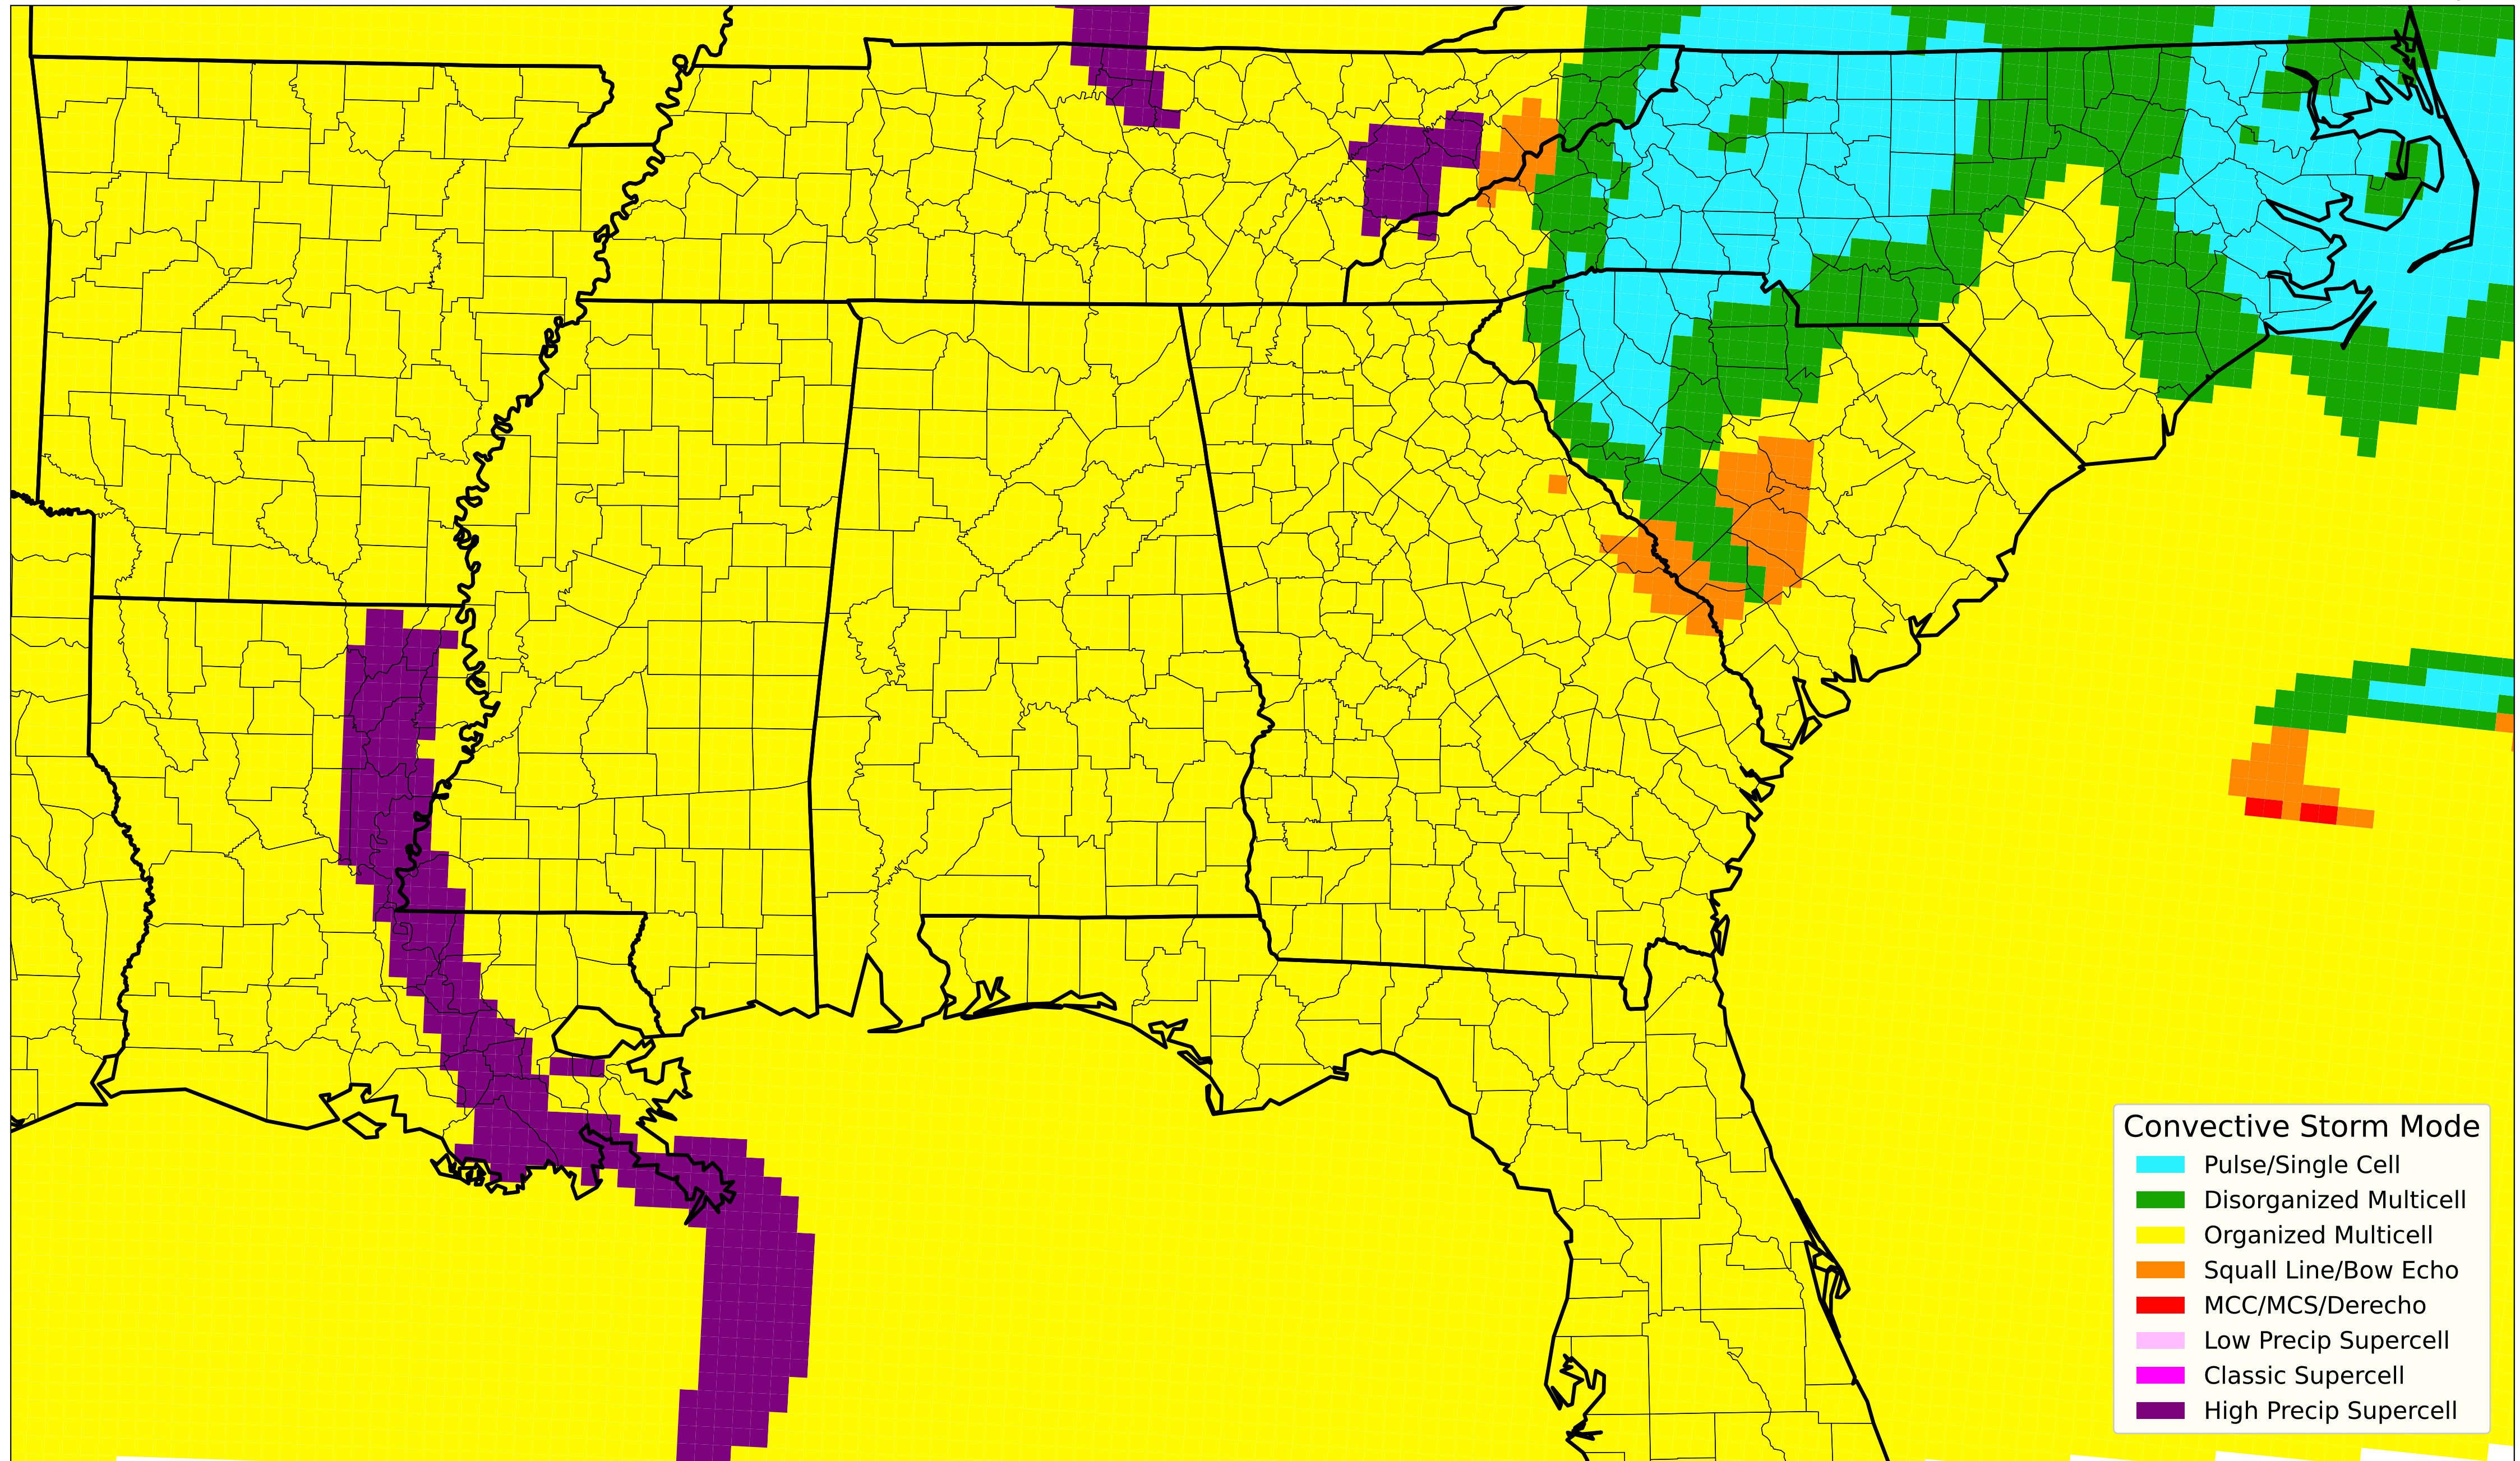 Convective Storm Mode
Pulse/Single Cell
Disorganized Multicell
Organized Multicell
Squall Line/Bow Echo
MCC/MCS/Derecho
Low Precip Supercell
Classic Supercell
High Precip Supercell